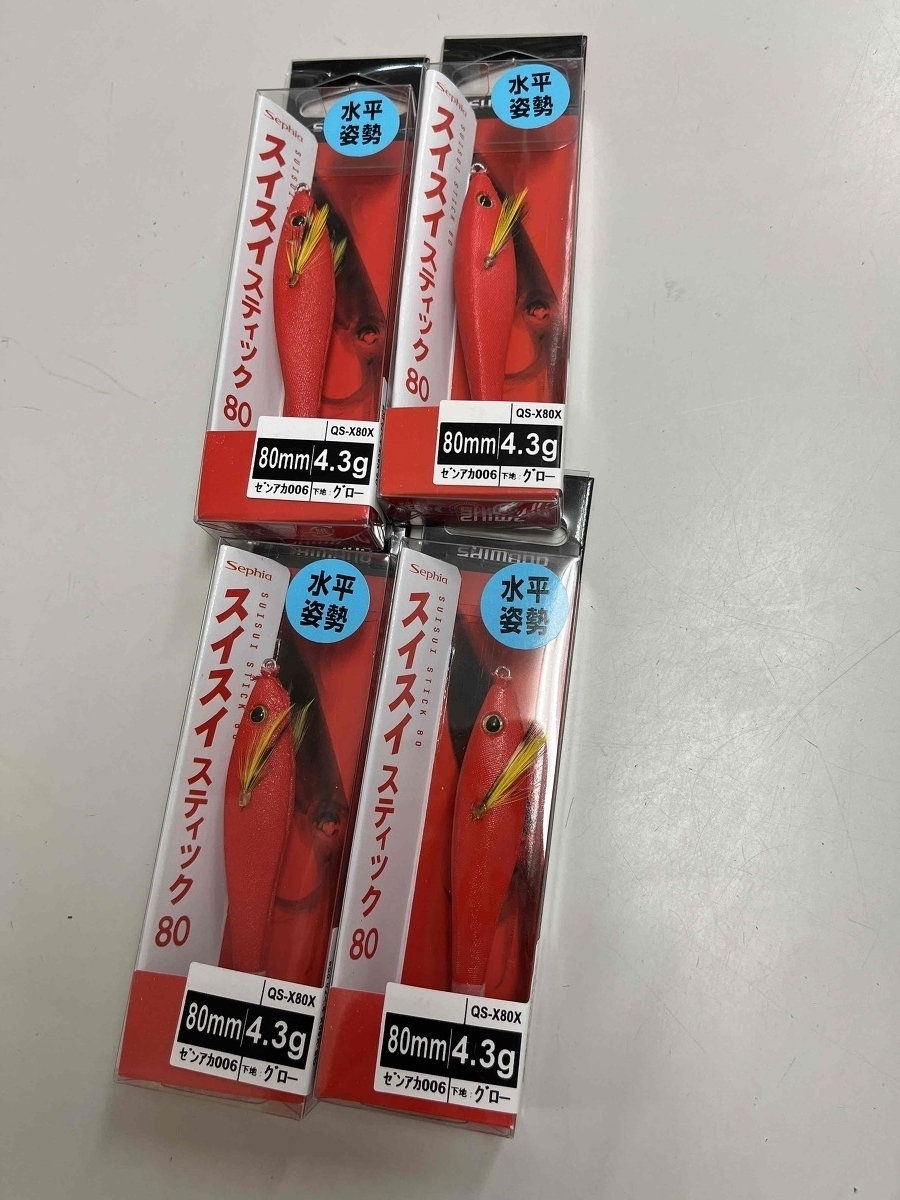 水平
姿勢
Sephia
スイスイスティック80
QS-X80X
80mm 4.3g
ゼンアカ006 下地:グロー
水平
姿勢
Sephia
スイスイスティック80
SUISUI STICK 80
QS-X80X
80mm 4.3g
ゼンアカ006 下地:グロー
SHIMANO
水平
姿勢
Sephia
スイスイスティック80
SUISUI STICK 80
QS-X80X
80mm 4.3g
ゼンアカ006 下地:グロー
SHIMANO
水平
姿勢
Sephia
スイスイスティック80
SUISUI STICK 80
QS-X80X
80mm 4.3g
ゼンアカ006 下地:グロー